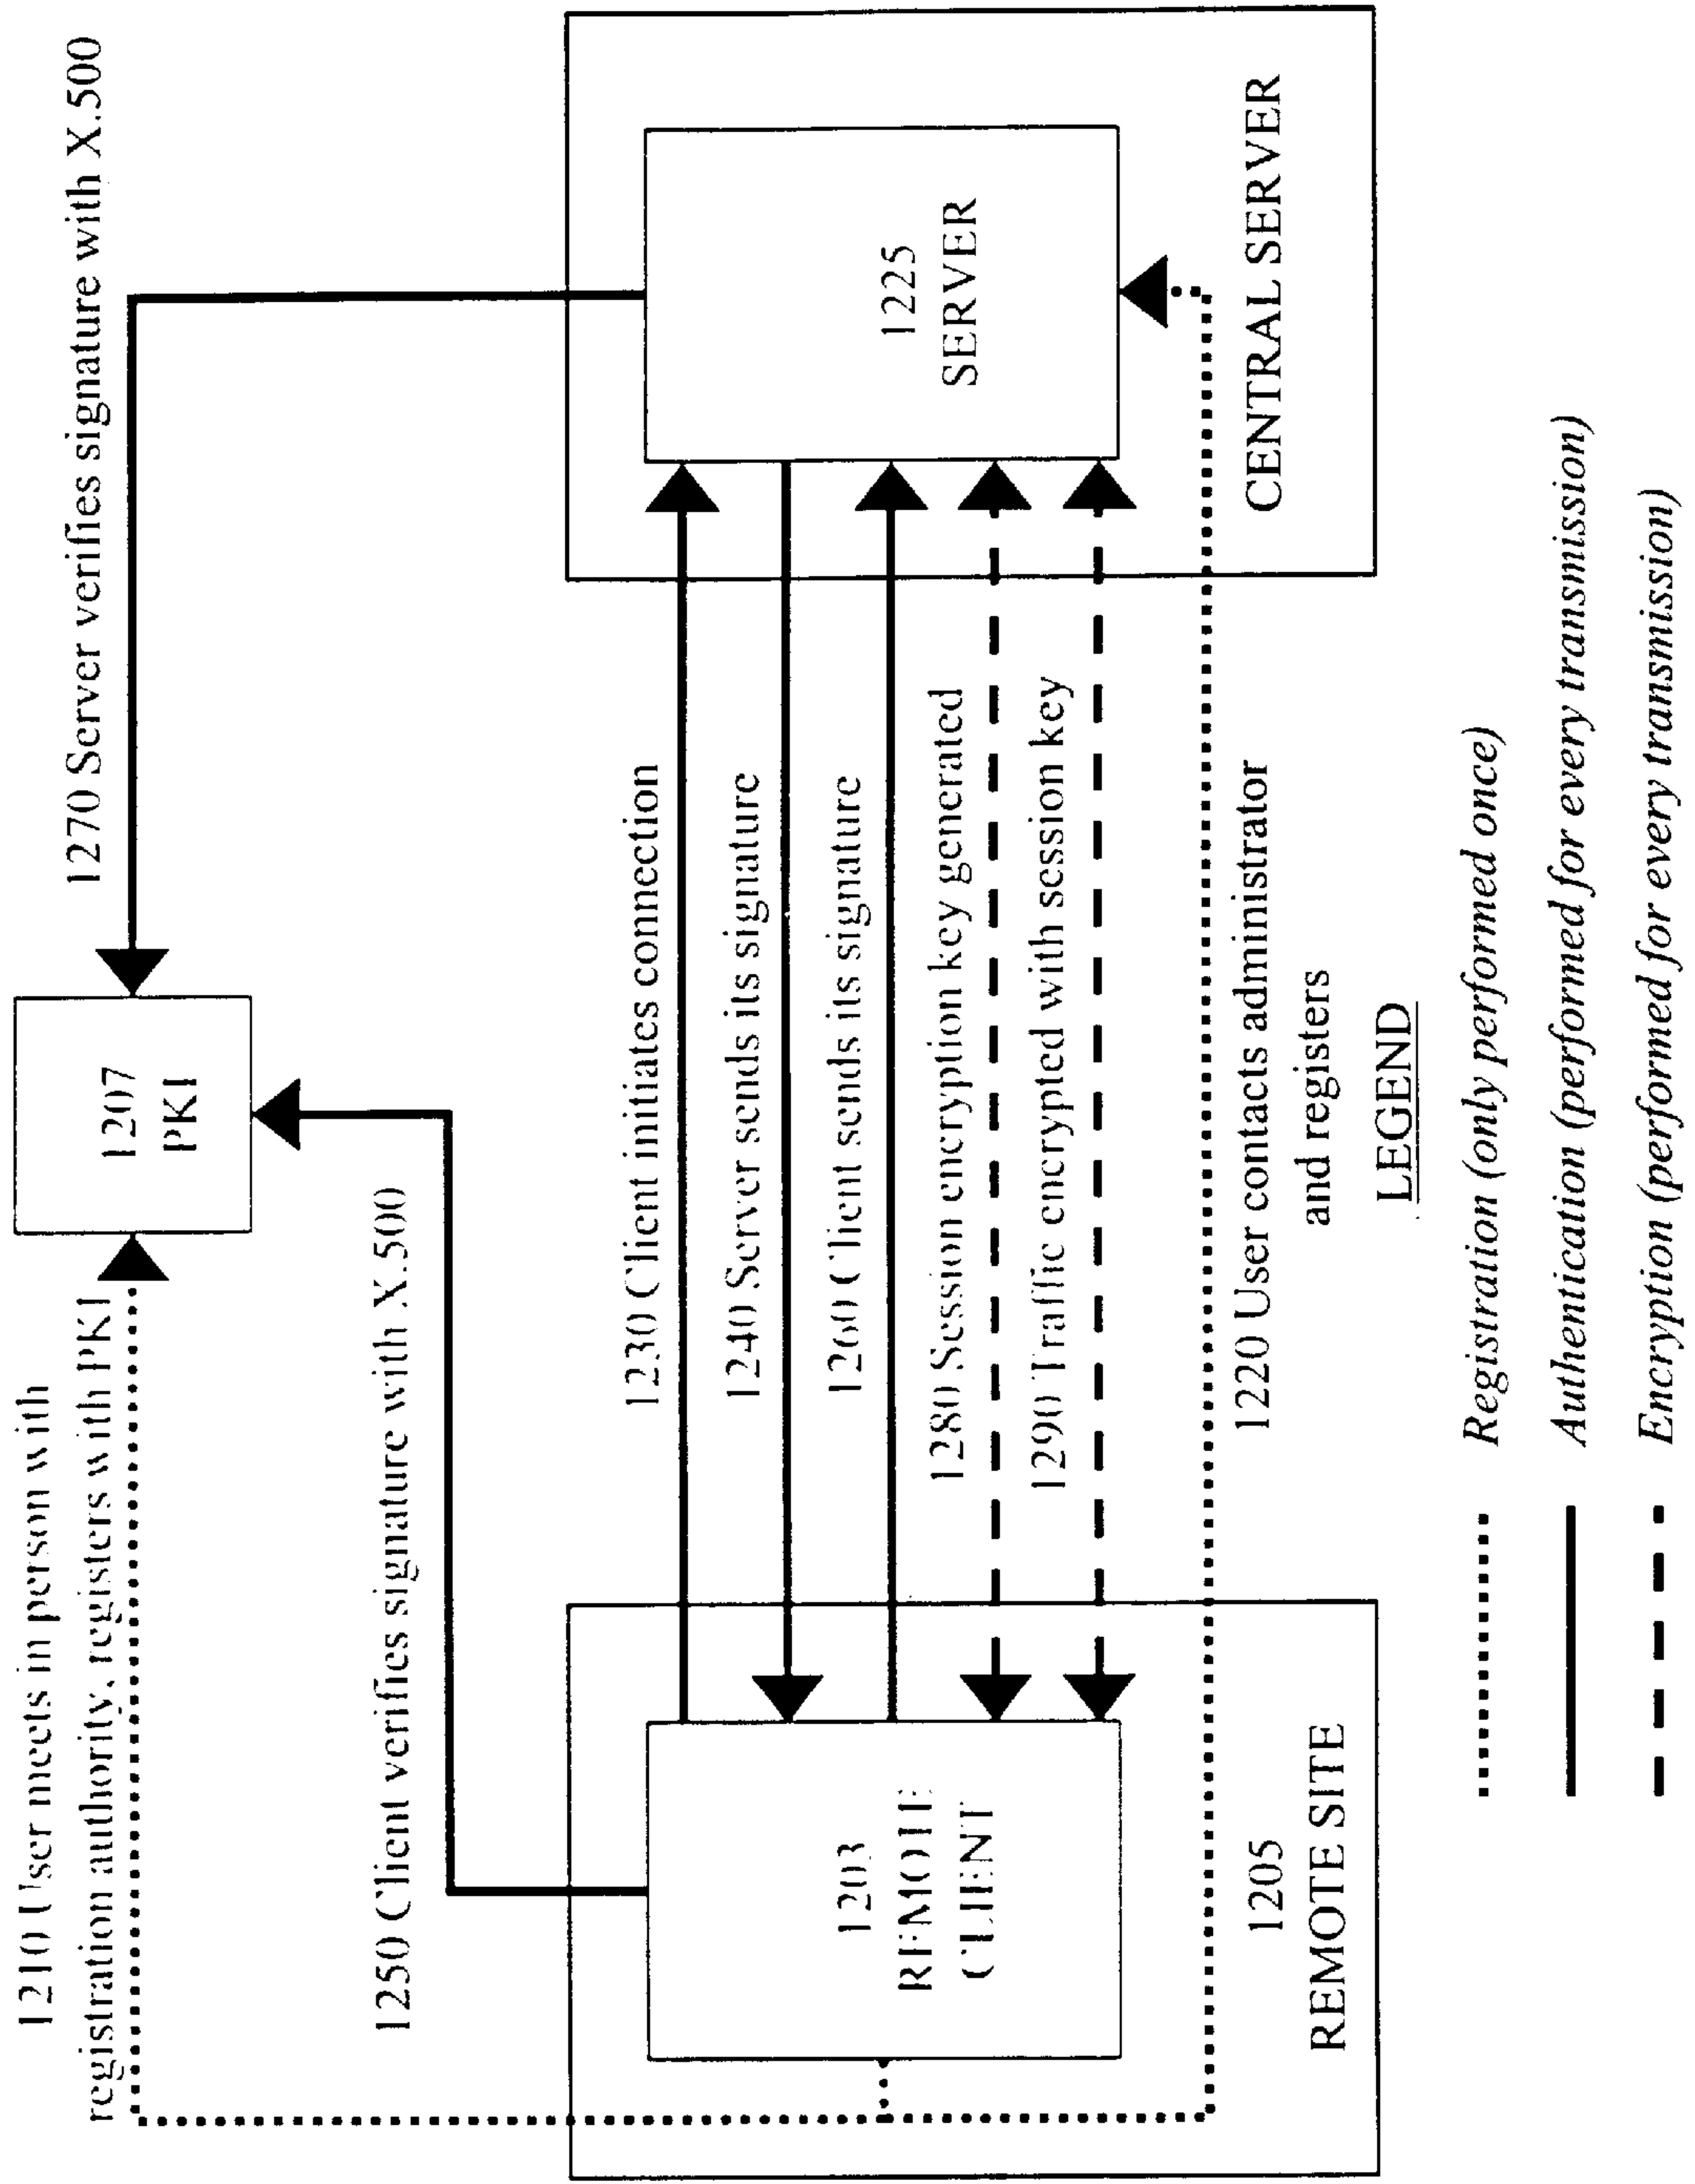 1210 User meets in person with
registration authority, registers with PKI
1207
PKI
1270 Server verifies signature with X.500
1250 Client verifies signature with X.500
1230 Client initiates connection
1240 Server sends its signature
1260 Client sends its signature
1280 Session encryption key generated
1290 Traffic encrypted with session key
1203
REMOTE
CLIENT
1225
SERVER
1205
REMOTE SITE
1220 User contacts administrator
and registers
CENTRAL SERVER
LEGEND
Registration (only performed once)
Authentication (performed for every transmission)
Encryption (performed for every transmission)